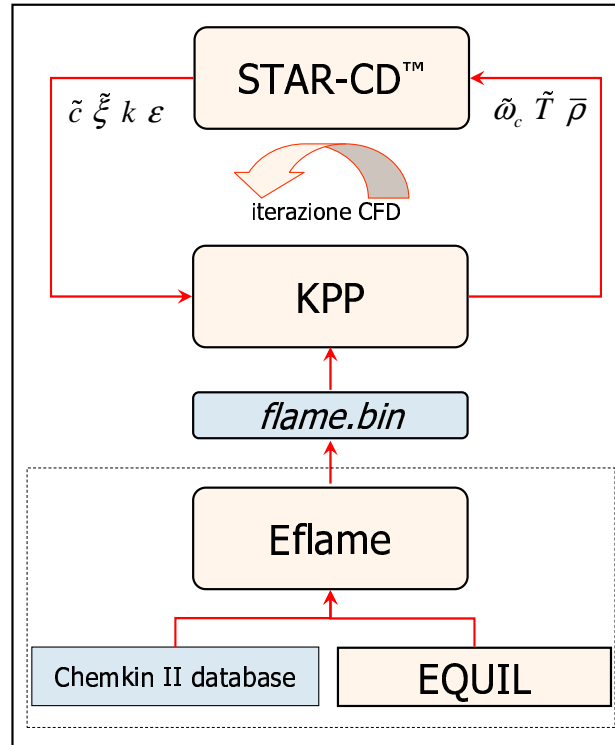 STAR-CD™
c̃ ξ̃̃ k ε
ω̃c T̃ ρ̄
iterazione CFD
KPP
flame.bin
Eflame
Chemkin II database
EQUIL